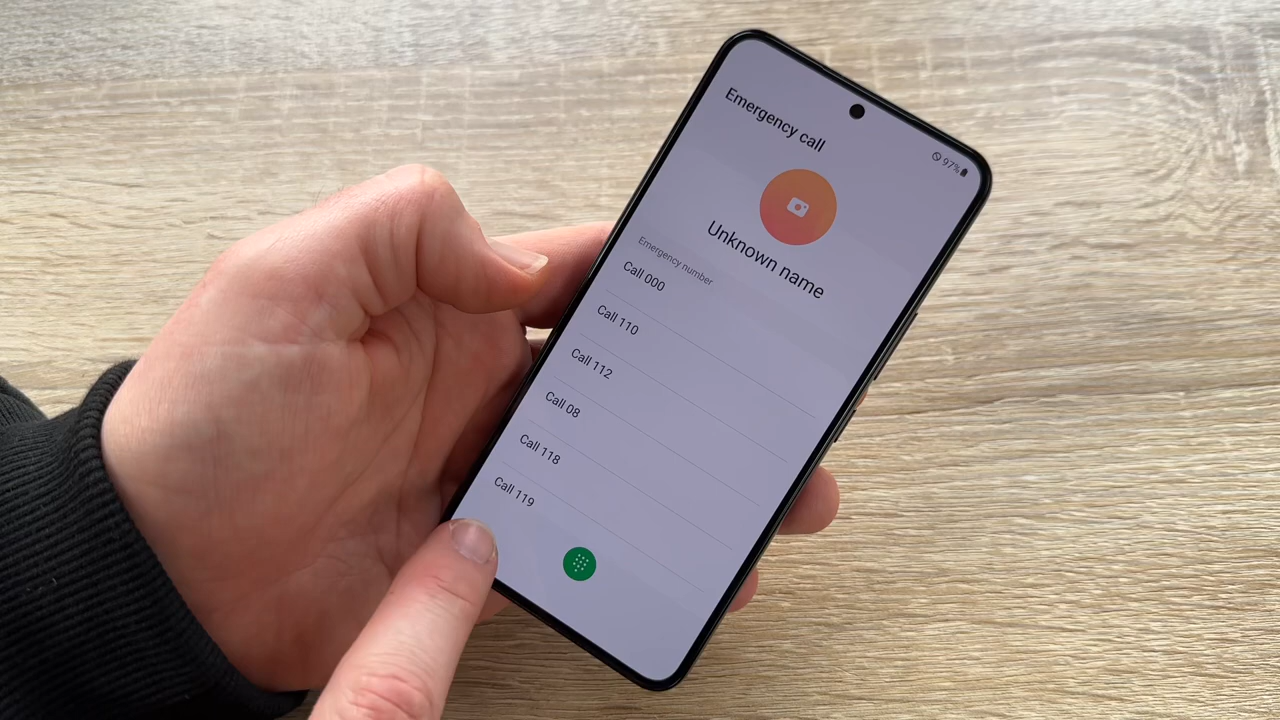 Emergency call
97%
Unknown name
Emergency number
Call 000
Call 110
Call 112
Call 08
Call 118
Call 119